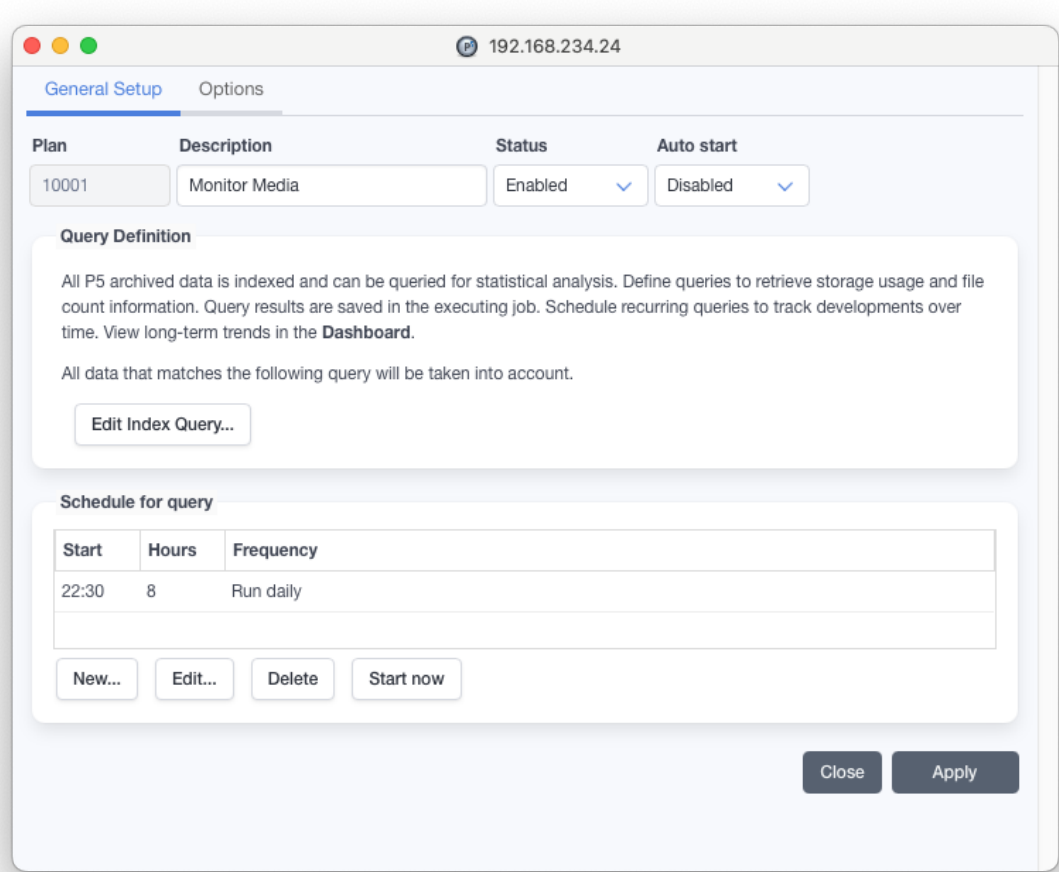 192.168.234.24
General Setup Options
Plan Description Status Auto start
10001 Monitor Media Enabled Disabled
Query Definition
All P5 archived data is indexed and can be queried for statistical analysis. Define queries to retrieve storage usage and file
count information. Query results are saved in the executing job. Schedule recurring queries to track developments over
time. View long-term trends in the Dashboard.
All data that matches the following query will be taken into account.
Edit Index Query...
Schedule for query
Start Hours Frequency
22:30 8 Run daily
New... Edit... Delete Start now
Close Apply